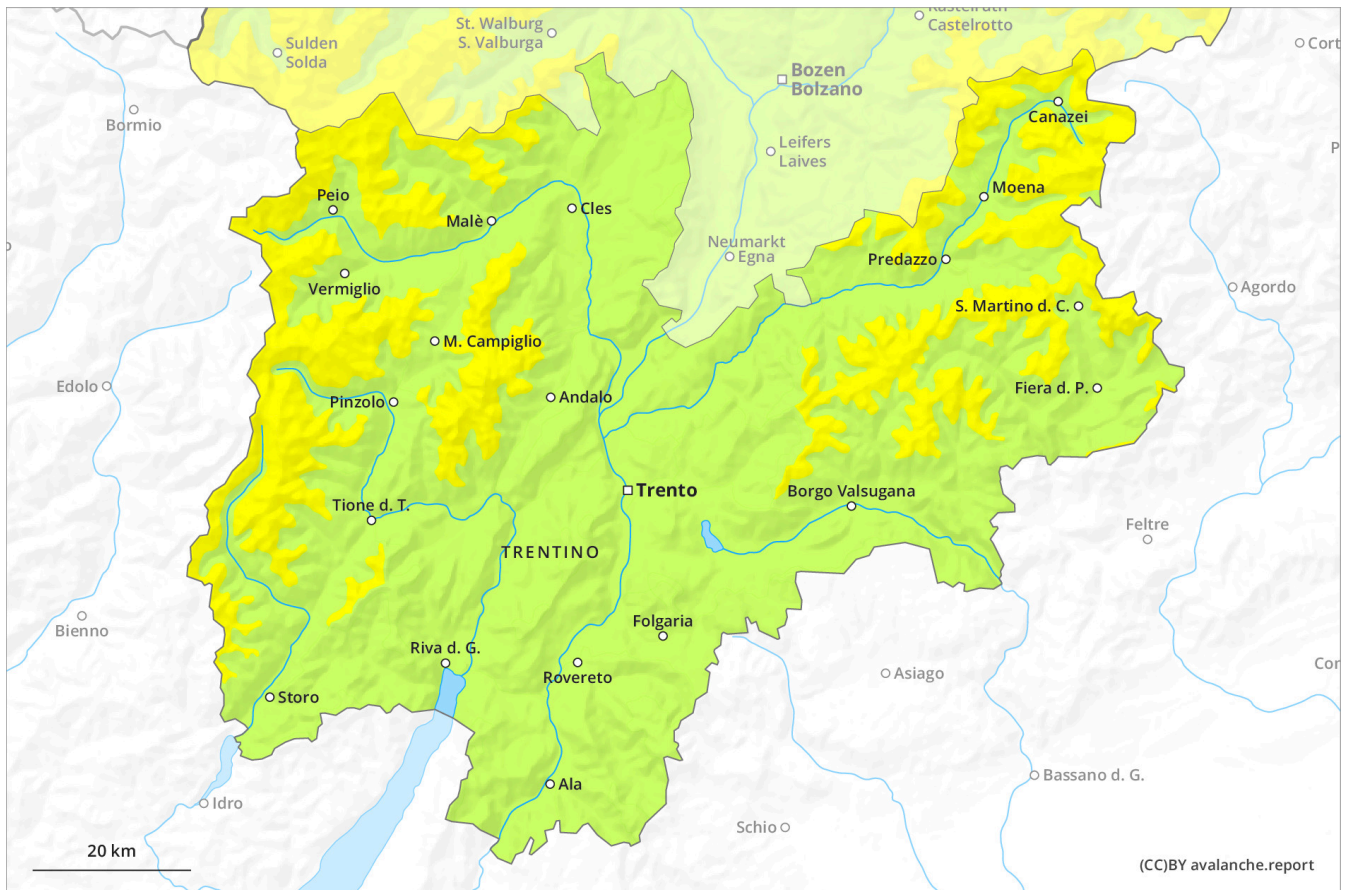 Kastelruth
Castelrotto
St. Walburg
S. Valburga
Sulden
Solda
Cort
Bozen
Bolzano
Bormio
Canazei
Leifers
Laives
P
Moena
Peio
Malè
Cles
Neumarkt
Egna
Predazzo
Vermiglio
Agordo
S. Martino d. C.
M. Campiglio
Edolo
Fiera d. P.
Andalo
Pinzolo
Trento
Borgo Valsugana
Tione d. T.
Feltre
TRENTINO
Bienno
Folgaria
Riva d. G.
Cor
Asiago
Rovereto
Storo
Bassano d. G.
Ala
Idro
Schio
20 km
(CC)BY avalanche.report